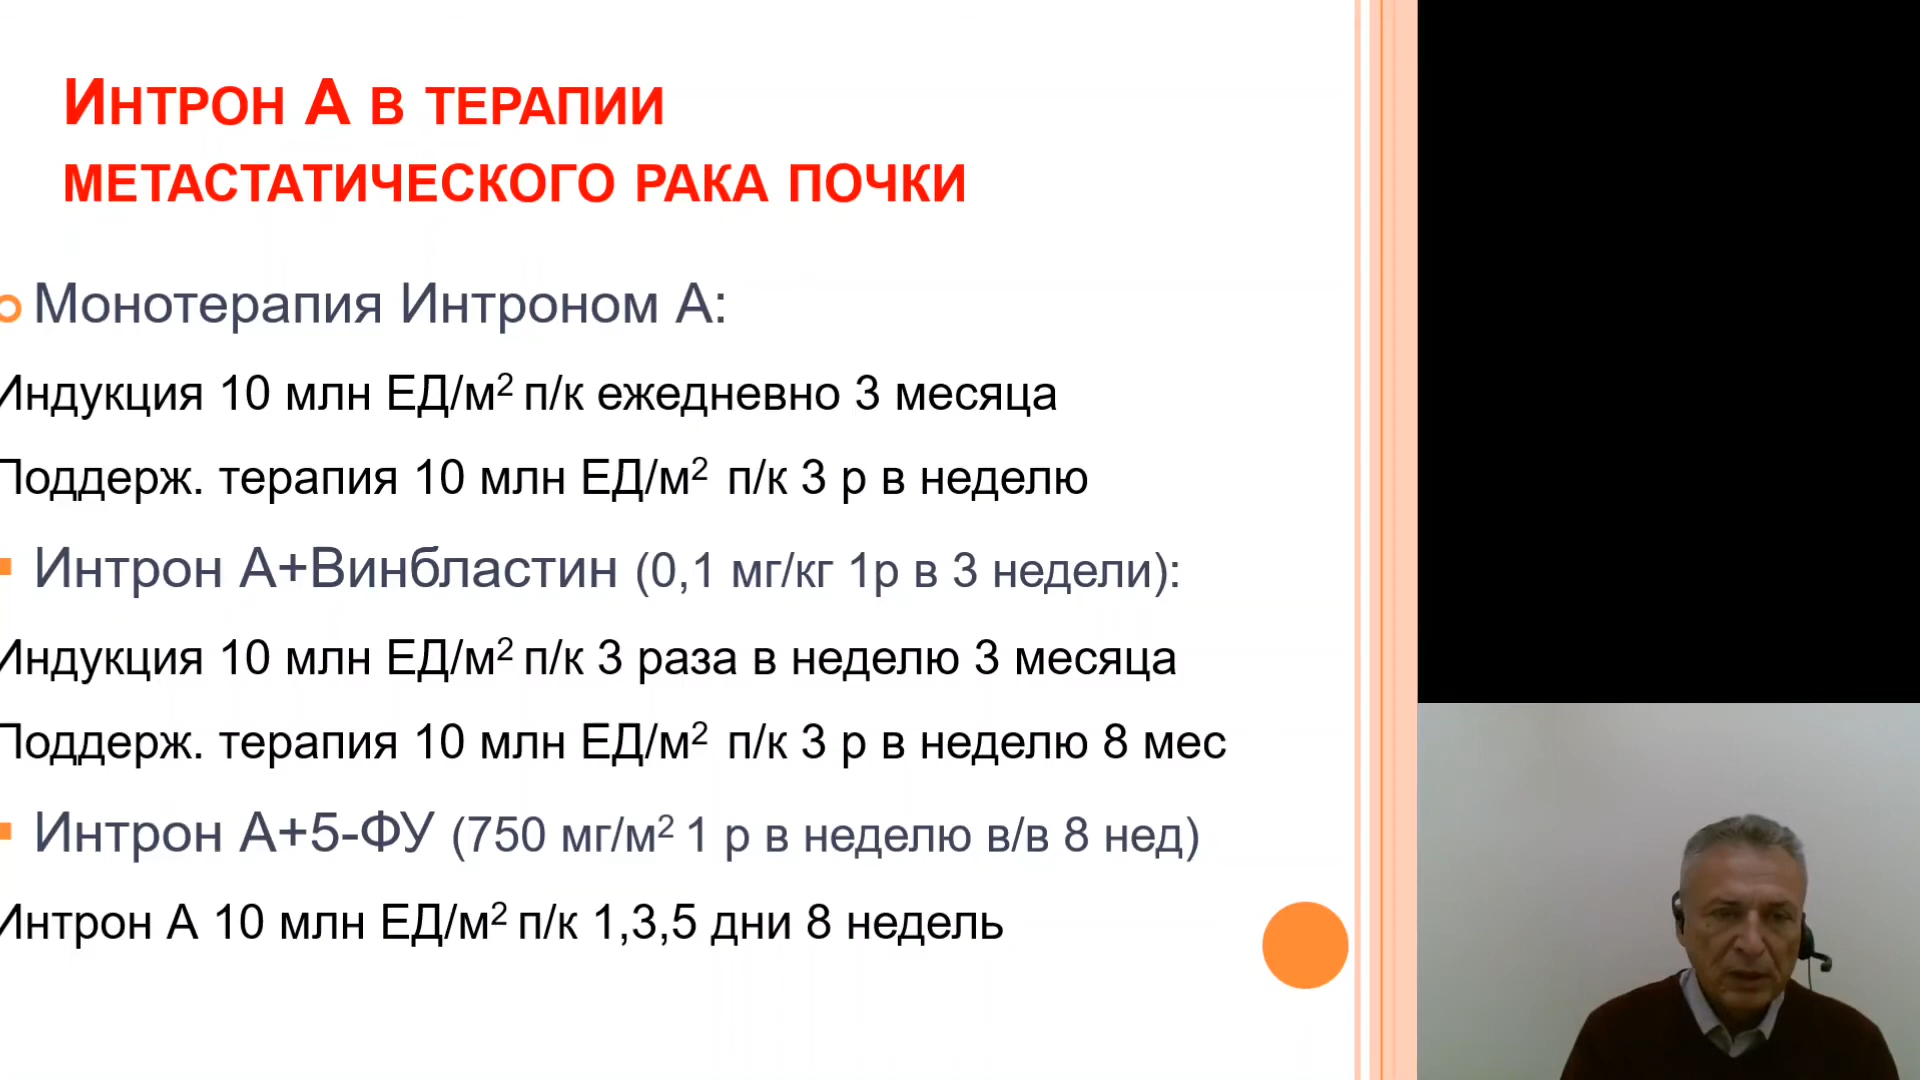 Интрон А в терапии
метастатического рака почки
Монотерапия Интроном А:
Индукция 10 млн ЕД/м² п/к ежедневно 3 месяца
Поддерж. терапия 10 млн ЕД/м² п/к 3 р в неделю
Интрон А+Винбластин (0,1 мг/кг 1р в 3 недели):
Индукция 10 млн ЕД/м² п/к 3 раза в неделю 3 месяца
Поддерж. терапия 10 млн ЕД/м² п/к 3 р в неделю 8 мес
Интрон А+5-ФУ (750 мг/м² 1 р в неделю в/в 8 нед)
Интрон А 10 млн ЕД/м² п/к 1,3,5 дни 8 недель